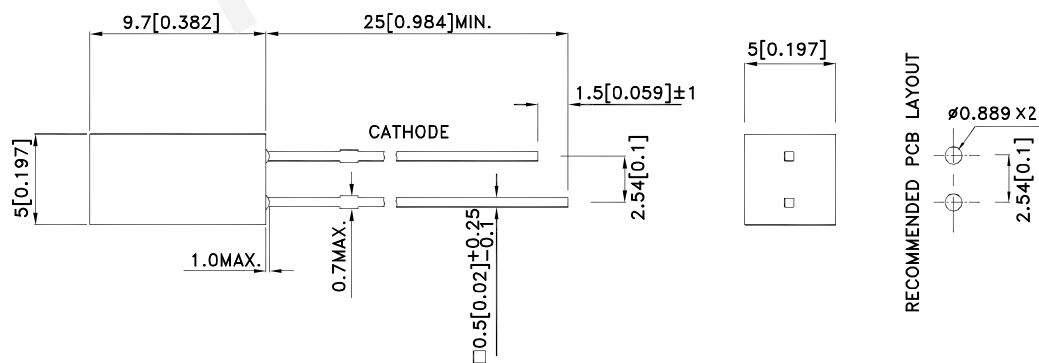 9.7[0.382]
25[0.984]MIN.
5[0.197]
1.5[0.059]±1
CATHODE
5[0.197]
2.54[0.1]
1.0MAX.
0.7MAX.
□0.5[0.02]+0.25
-0.1
RECOMMENDED PCB LAYOUT
ø0.889×2
2.54[0.1]